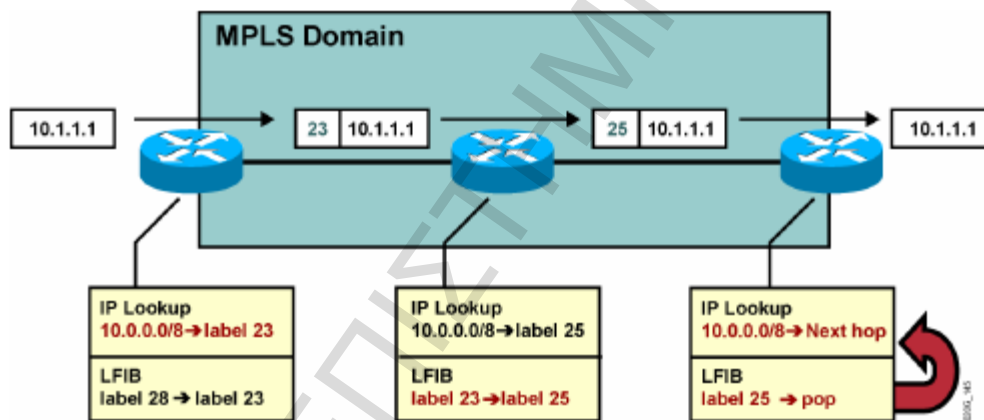 MPLS Domain
10.1.1.1
23 10.1.1.1
25 10.1.1.1
10.1.1.1
IP Lookup
10.0.0.0/8→label 23
LFIB
label 28→label 23
IP Lookup
10.0.0.0/8→label 25
LFIB
label 23→label 25
IP Lookup
10.0.0.0/8→Next hop
LFIB
label 25 →pop